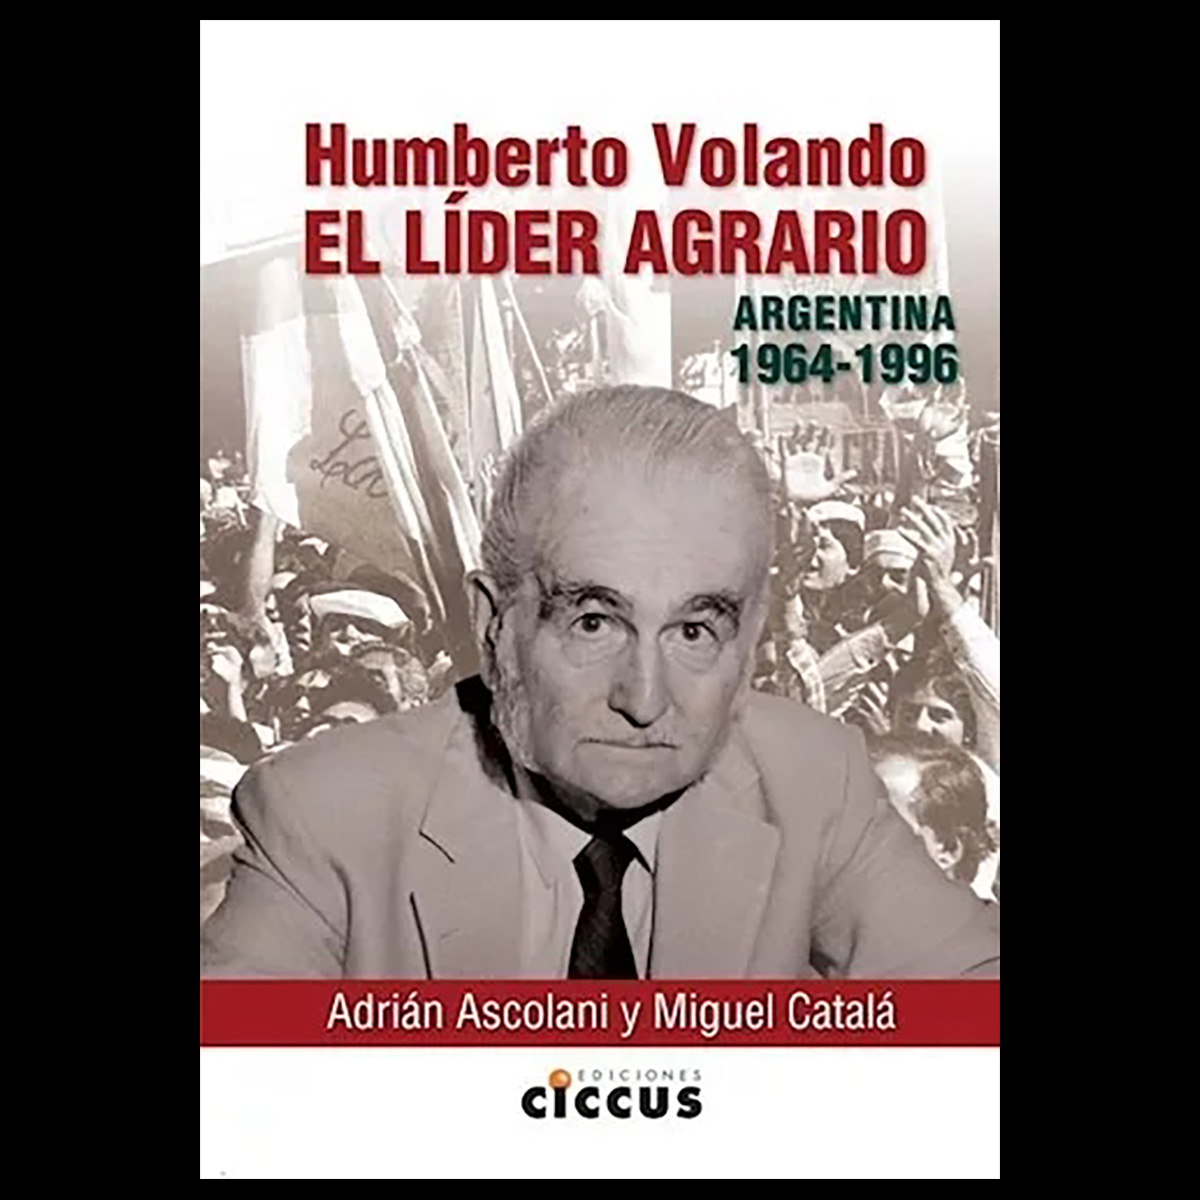 Humberto Volando
EL LÍDER AGRARIO
ARGENTINA
1964-1996
Adrián Ascolani y Miguel Catalá
EDICIONES
ciccus